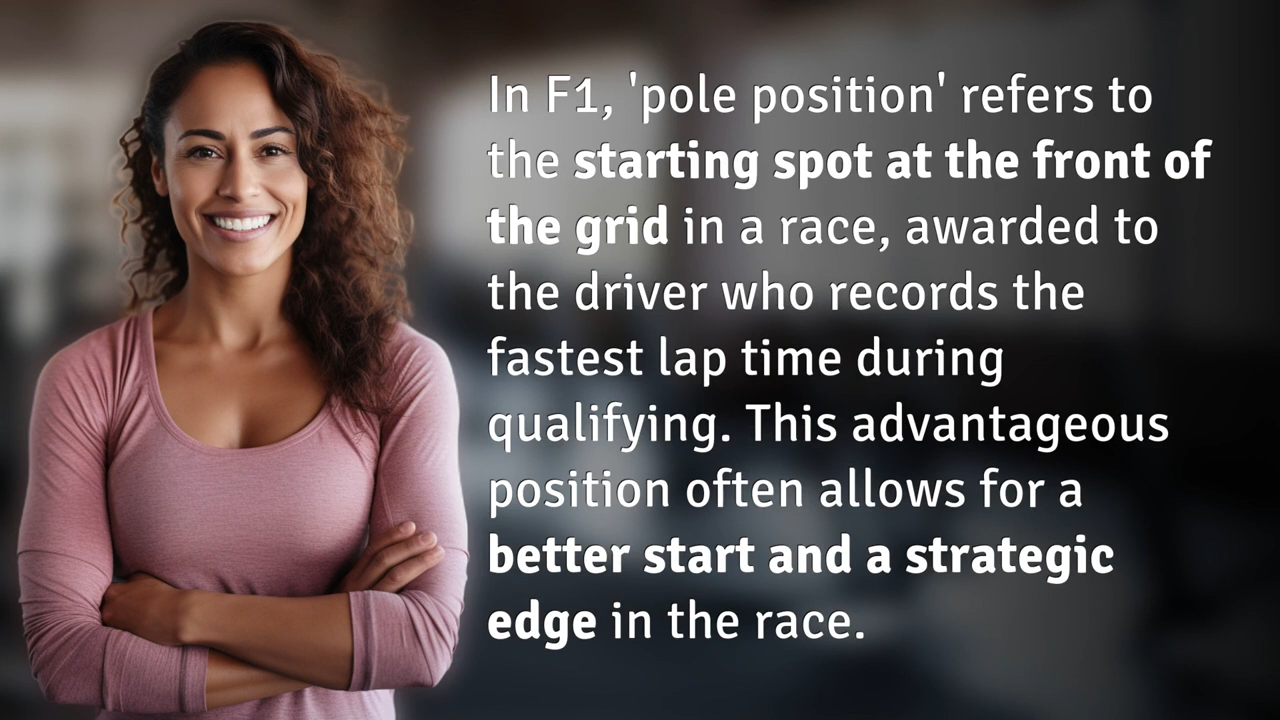 In F1, 'pole position' refers to
the starting spot at the front of
the grid in a race, awarded to
the driver who records the
fastest lap time during
qualifying. This advantageous
position often allows for a
better start and a strategic
edge in the race.